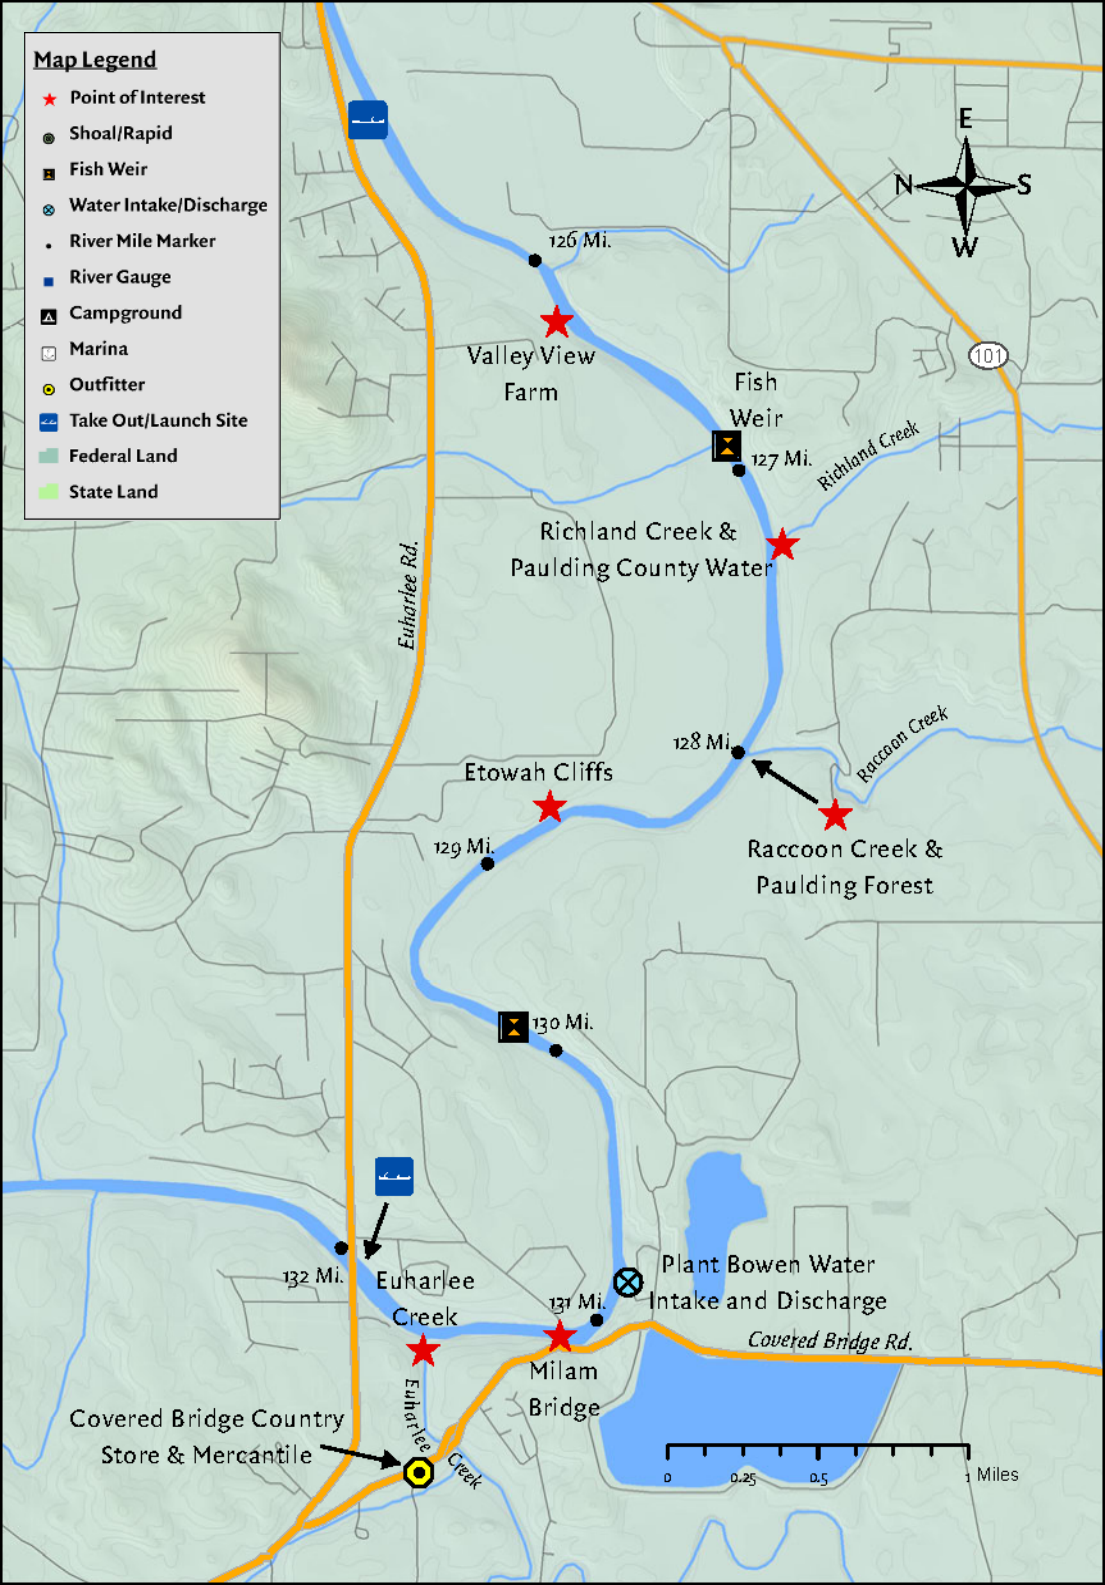 Map Legend
Point of Interest
Shoal/Rapid
Fish Weir
Water Intake/Discharge
River Mile Marker
River Gauge
Campground
Marina
Outfitter
Take Out/Launch Site
Federal Land
State Land
E
N
S
W
126 Mi.
Valley View
Farm
101
Fish
Weir
127 Mi.
Richland Creek
Richland Creek &
Paulding County Water
Euharlee Rd.
128 Mi.
Raccoon Creek
Etowah Cliffs
129 Mi.
Raccoon Creek &
Paulding Forest
130 Mi.
132 Mi.
Euharlee
Creek
131 Mi.
Plant Bowen Water
Intake and Discharge
Covered Bridge Rd.
Milam
Bridge
Euharlee
Creek
Covered Bridge Country
Store & Mercantile
0 0.25 0.5 1 Miles